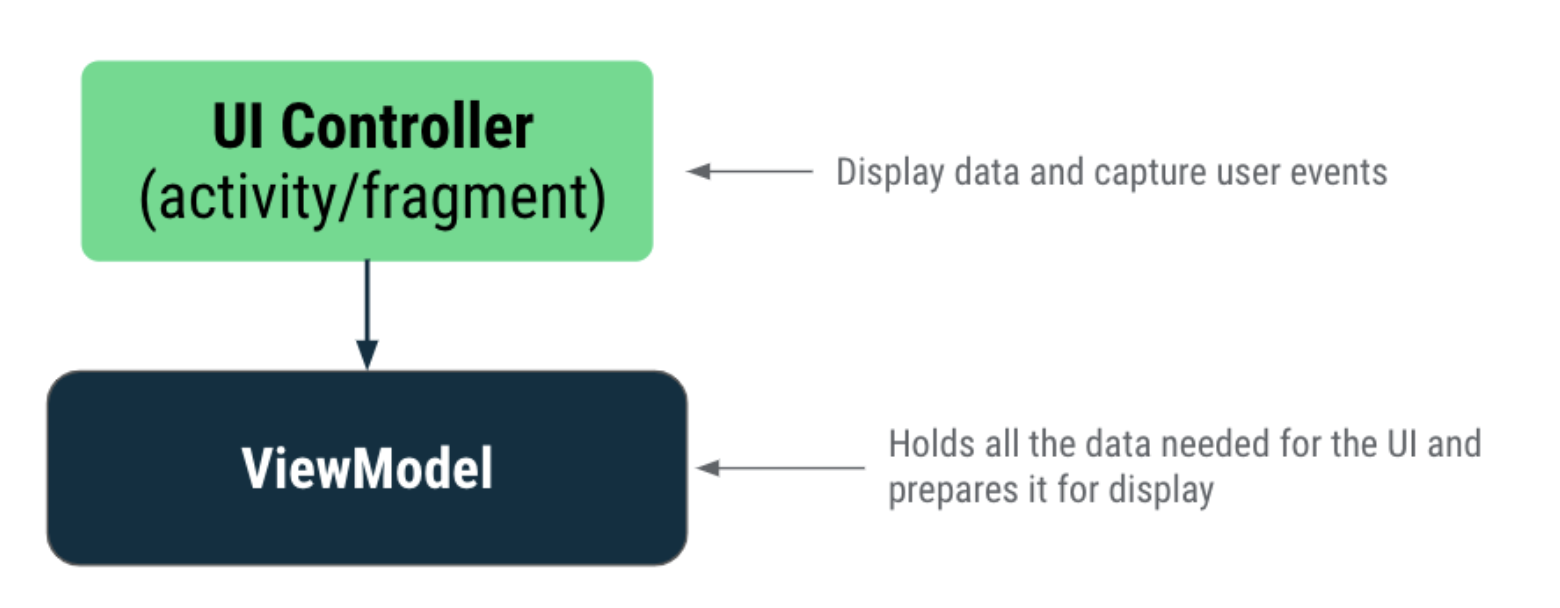 UI Controller
(activity/fragment)
Display data and capture user events
ViewModel
Holds all the data needed for the UI and
prepares it for display